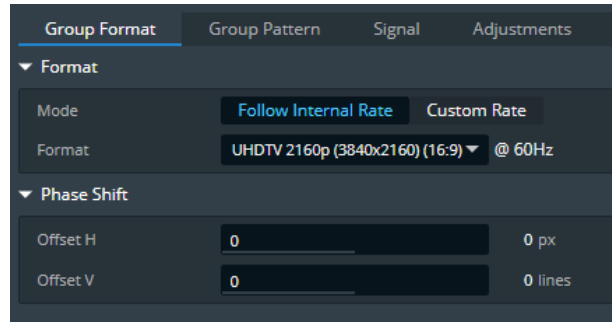 Group Format Group Pattern Signal Adjustments
Format
Mode Follow Internal Rate Custom Rate
Format UHDTV 2160p (3840x2160) (16:9) @ 60Hz
Phase Shift
Offset H 0 0 px
Offset V 0 0 lines